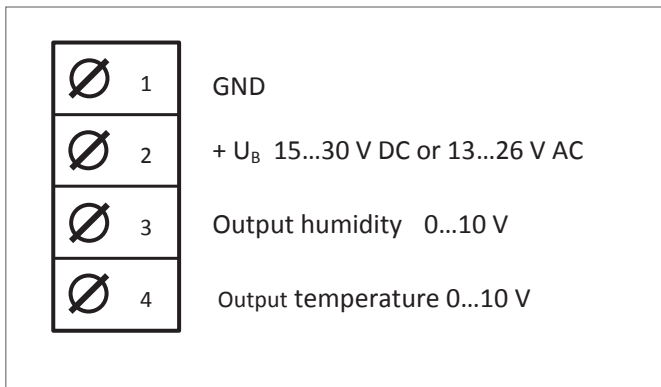 1 GND
2 + UB 15...30 V DC or 13...26 V AC
3 Output humidity 0...10 V
4 Output temperature 0...10 V